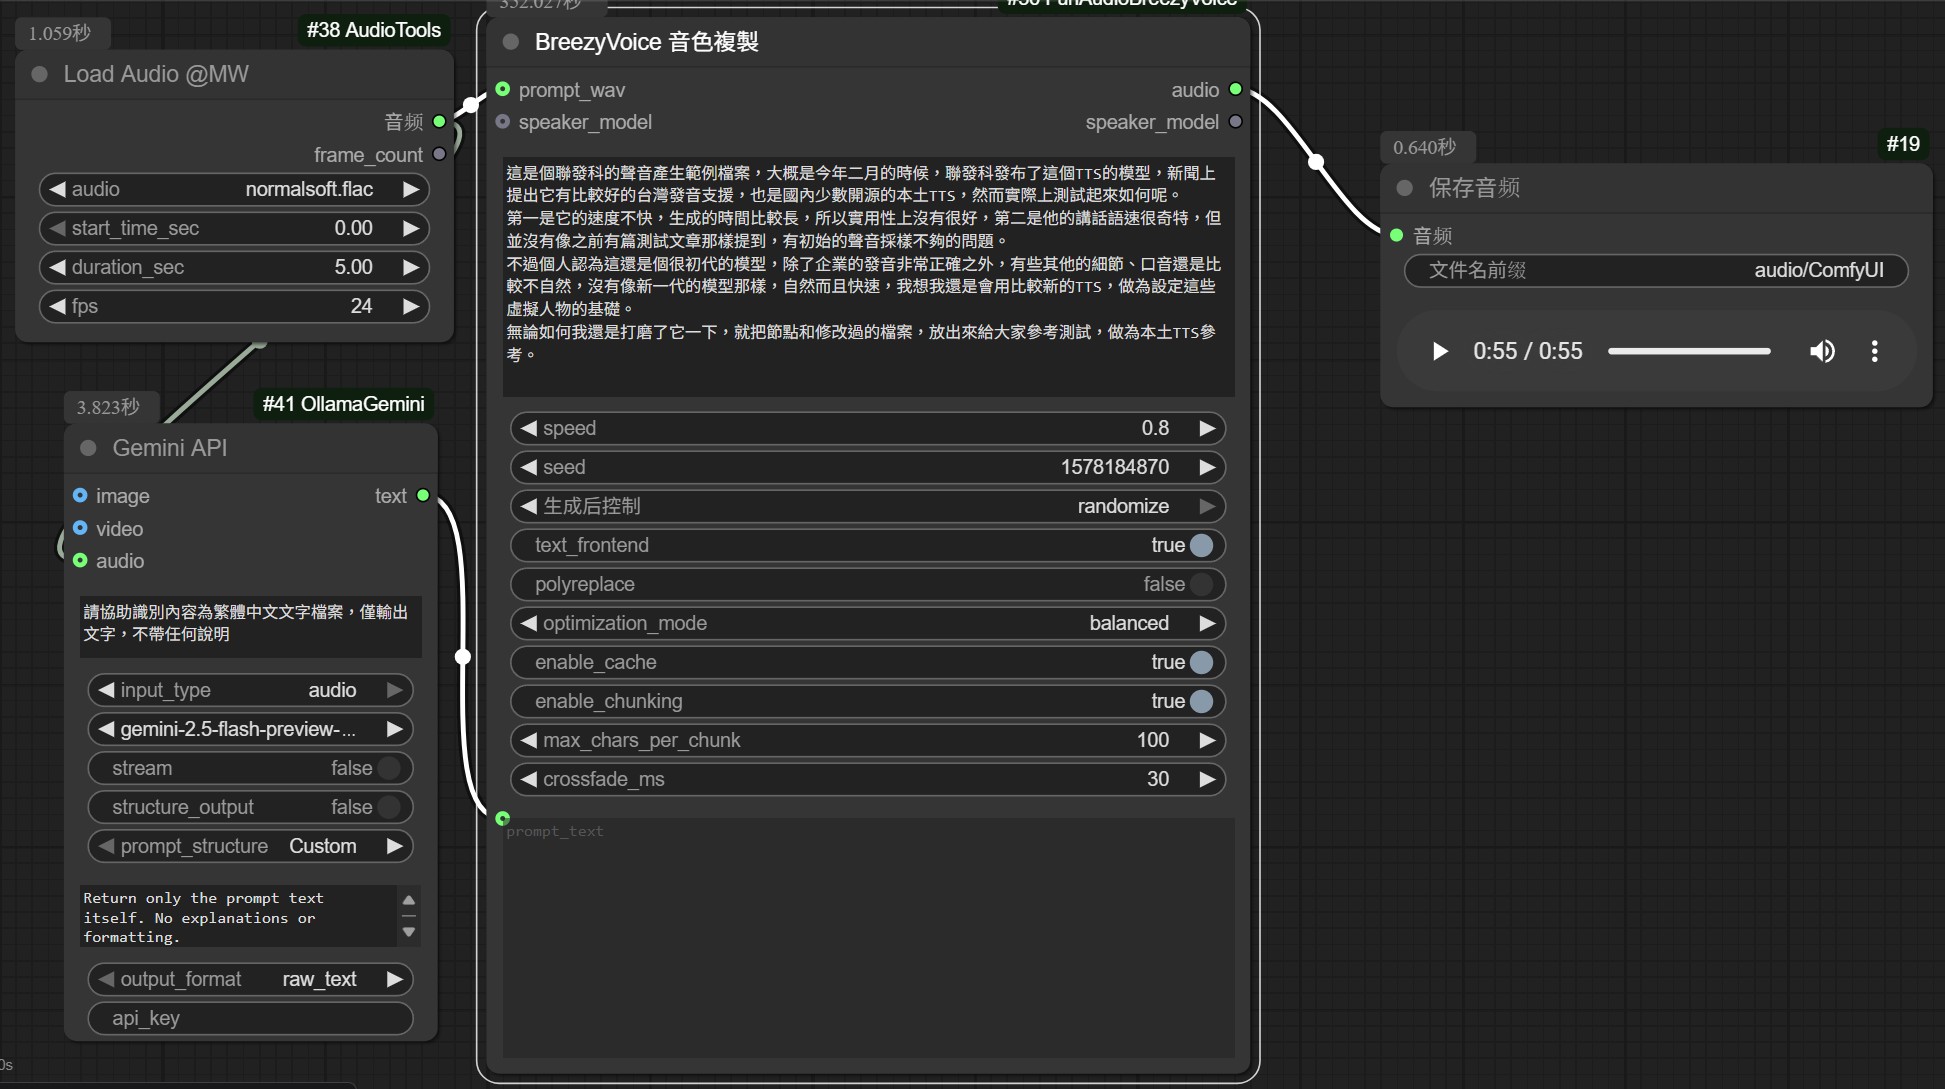 1.059秒
#38 AudioTools
Load Audio @MW
音频
frame_count
audio normalsoft.flac
start_time_sec 0.00
duration_sec 5.00
fps 24
3.823秒
#41 OllamaGemini
Gemini API
image text
video
audio
請協助識別內容為繁體中文文字檔案，僅輸出
文字，不帶任何說明
input_type audio
gemini-2.5-flash-preview-...
stream false
structure_output false
prompt_structure Custom
Return only the prompt text
itself. No explanations or
formatting.
output_format raw_text
api_key
0s
352.027秒
#30 FunAudioBreezyVoice
BreezyVoice 音色複製
prompt_wav audio
speaker_model speaker_model
這是個聯發科的聲音產生範例檔案，大概是今年二月的時候，聯發科發布了這個TTS的模型，新聞上
提出它有比較好的台灣發音支援，也是國內少數開源的本土TTS，然而實際上測試起來如何呢。
第一是它的速度不快，生成的時間比較長，所以實用性上沒有很好，第二是他的講話語速很奇特，但
並沒有像之前有篇測試文章那樣提到，有初始的聲音採樣不夠的問題。
不過個人認為這還是個很初代的模型，除了企業的發音非常正確之外，有些其他的細節、口音還是比
較不自然，沒有像新一代的模型那樣，自然而且快速，我想我還是會用比較新的TTS，做為設定這些
虛擬人物的基礎。
無論如何我還是打磨了它一下，就把節點和修改過的檔案，放出來給大家參考測試，做為本土TTS參
考。
speed 0.8
seed 1578184870
生成后控制 randomize
text_frontend true
polyreplace false
optimization_mode balanced
enable_cache true
enable_chunking true
max_chars_per_chunk 100
crossfade_ms 30
prompt_text
0.640秒
#19
保存音频
音频
文件名前缀 audio/ComfyUI
0:55 / 0:55